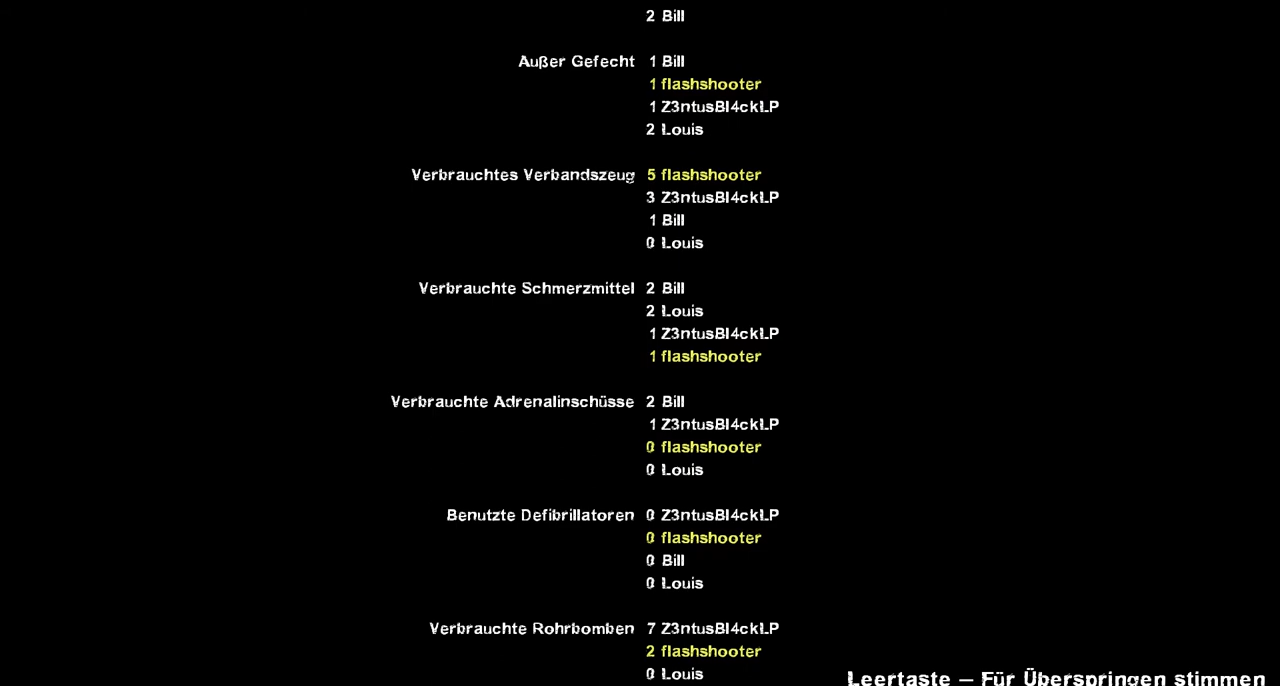 2 Bill
Außer Gefecht 1 Bill
1 flashshooter
1 Z3ntusBl4ckLP
2 Louis
Verbrauchtes Verbandszeug 5 flashshooter
3 Z3ntusBl4ckLP
1 Bill
0 Louis
Verbrauchte Schmerzmittel 2 Bill
2 Louis
1 Z3ntusBl4ckLP
1 flashshooter
Verbrauchte Adrenalinschüsse 2 Bill
1 Z3ntusBl4ckLP
0 flashshooter
0 Louis
Benutzte Defibrillatoren 0 Z3ntusBl4ckLP
0 flashshooter
0 Bill
0 Louis
Verbrauchte Rohrbomben 7 Z3ntusBl4ckLP
2 flashshooter
0 Louis
Leertaste – Für Überspringen stimmen